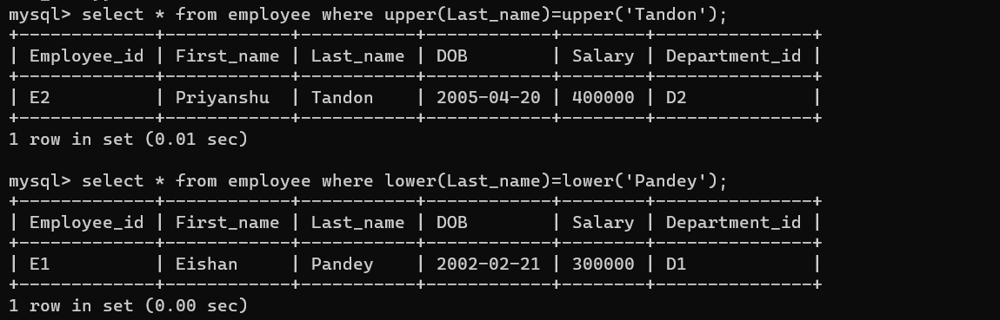 mysql> select * from employee where upper(Last_name)=upper('Tandon');
+-------------+------------+-----------+------------+--------+---------------+
| Employee_id | First_name | Last_name | DOB        | Salary | Department_id |
+-------------+------------+-----------+------------+--------+---------------+
| E2          | Priyanshu  | Tandon    | 2005-04-20 | 400000 | D2            |
+-------------+------------+-----------+------------+--------+---------------+
1 row in set (0.01 sec)

mysql> select * from employee where lower(Last_name)=lower('Pandey');
+-------------+------------+-----------+------------+--------+---------------+
| Employee_id | First_name | Last_name | DOB        | Salary | Department_id |
+-------------+------------+-----------+------------+--------+---------------+
| E1          | Eishan     | Pandey    | 2002-02-21 | 300000 | D1            |
+-------------+------------+-----------+------------+--------+---------------+
1 row in set (0.00 sec)